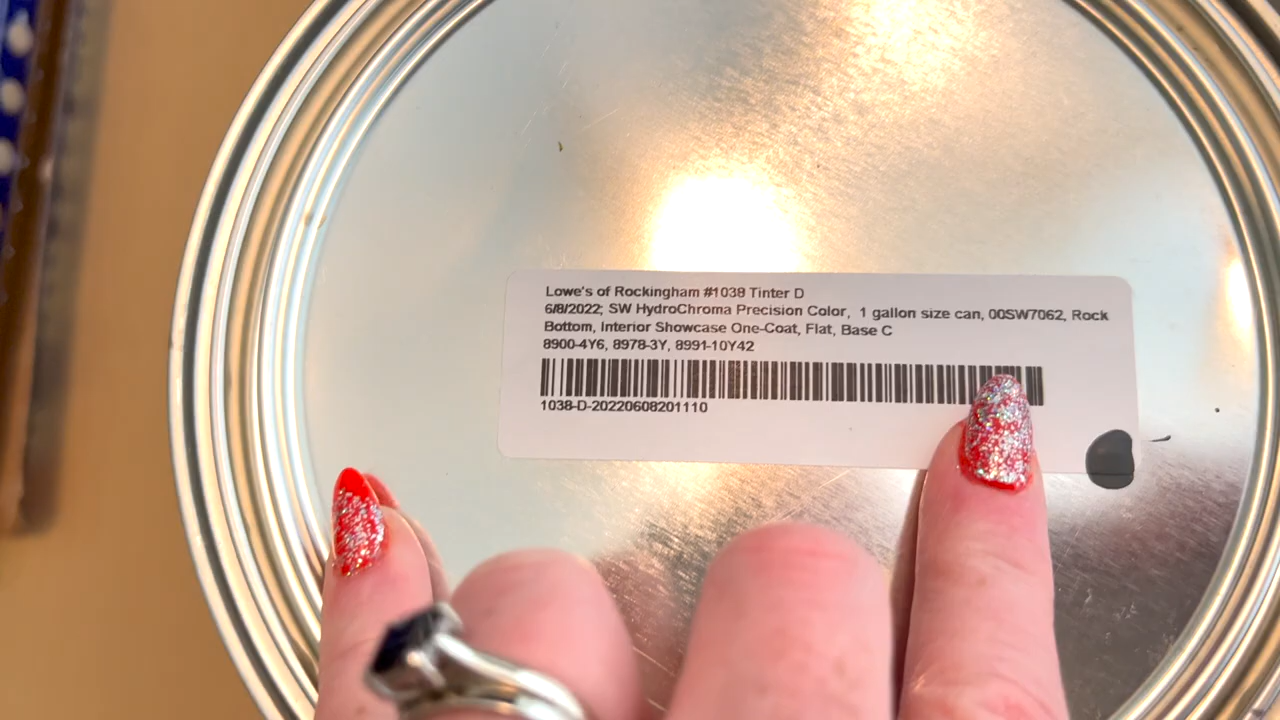 Lowe's of Rockingham #1038 Tinter D
6/8/2022; SW HydroChroma Precision Color, 1 gallon size can, 00SW7062, Rock
Bottom, Interior Showcase One-Coat, Flat, Base C
8900-4Y6, 8978-3Y, 8991-10Y42
1038-D-20220608201110